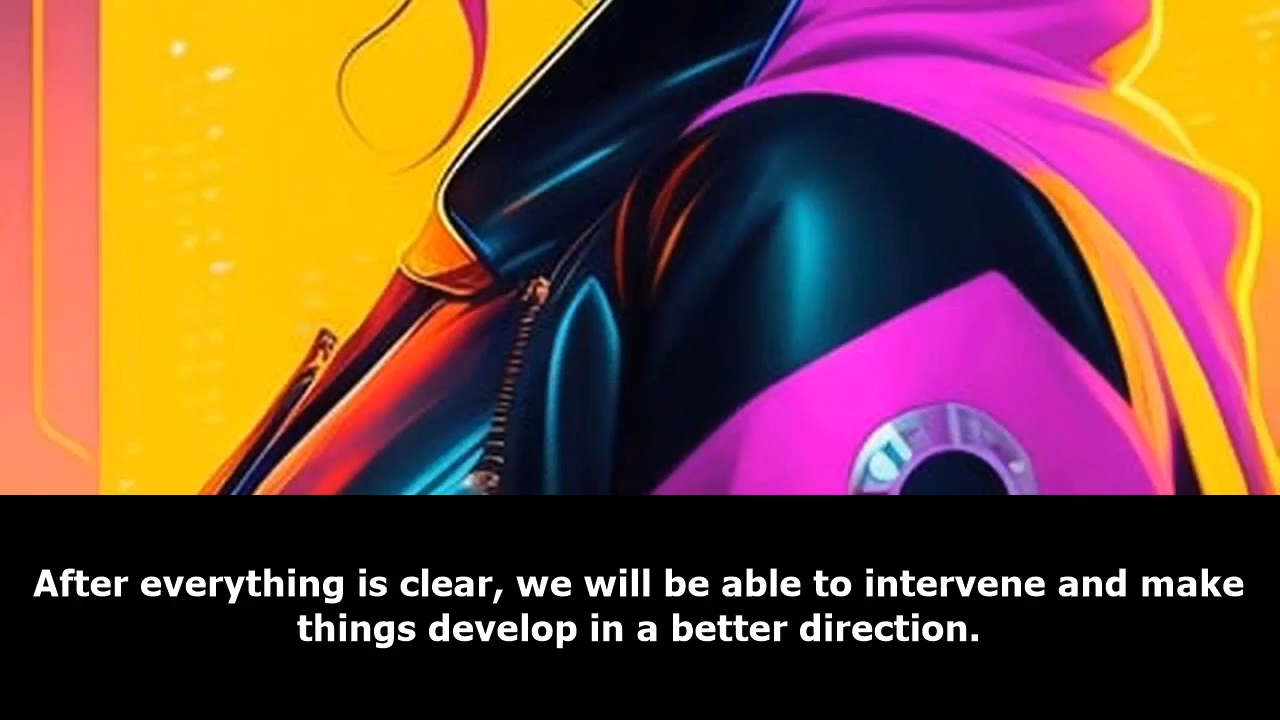 After everything is clear, we will be able to intervene and make
things develop in a better direction.